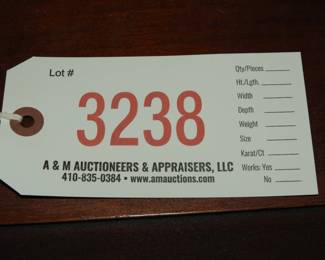 Lot #
3238
A & M AUCTIONEERS & APPRAISERS, LLC
410-835-0384 • www.amauctions.com
Qty/Pieces
Ht./Lgth.
Width
Depth
Weight
Size
Karat/Ct
Works: Yes
No